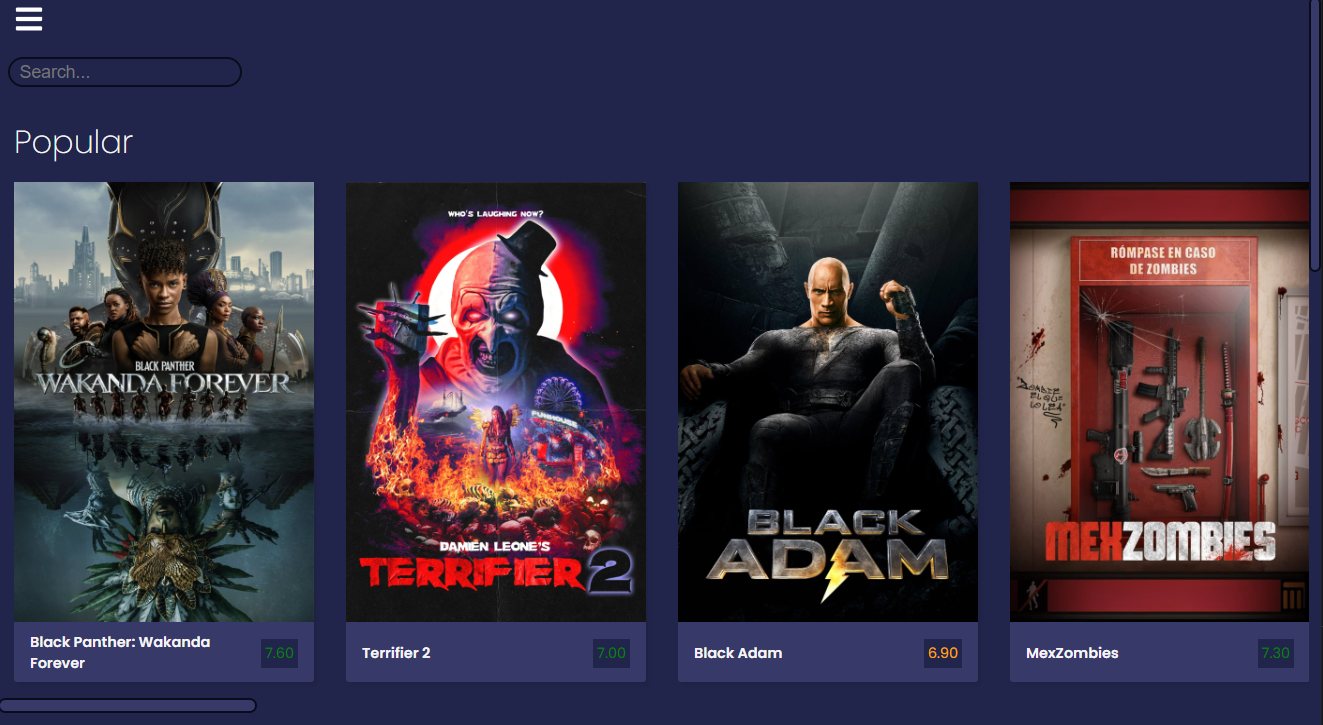 Search...
Popular
BLACK PANTHER
WAKANDA FOREVER
WHO'S LAUGHING NOW?
FUNHOUSE
DAMIEN LEONE'S
TERRIFIER 2
BLACK
ADAM
RÓMPASE EN CASO
DE ZOMBIES
MEXZOMBIES
Black Panther: Wakanda
Forever
7.60
Terrifier 2
7.00
Black Adam
6.90
MexZombies
7.30